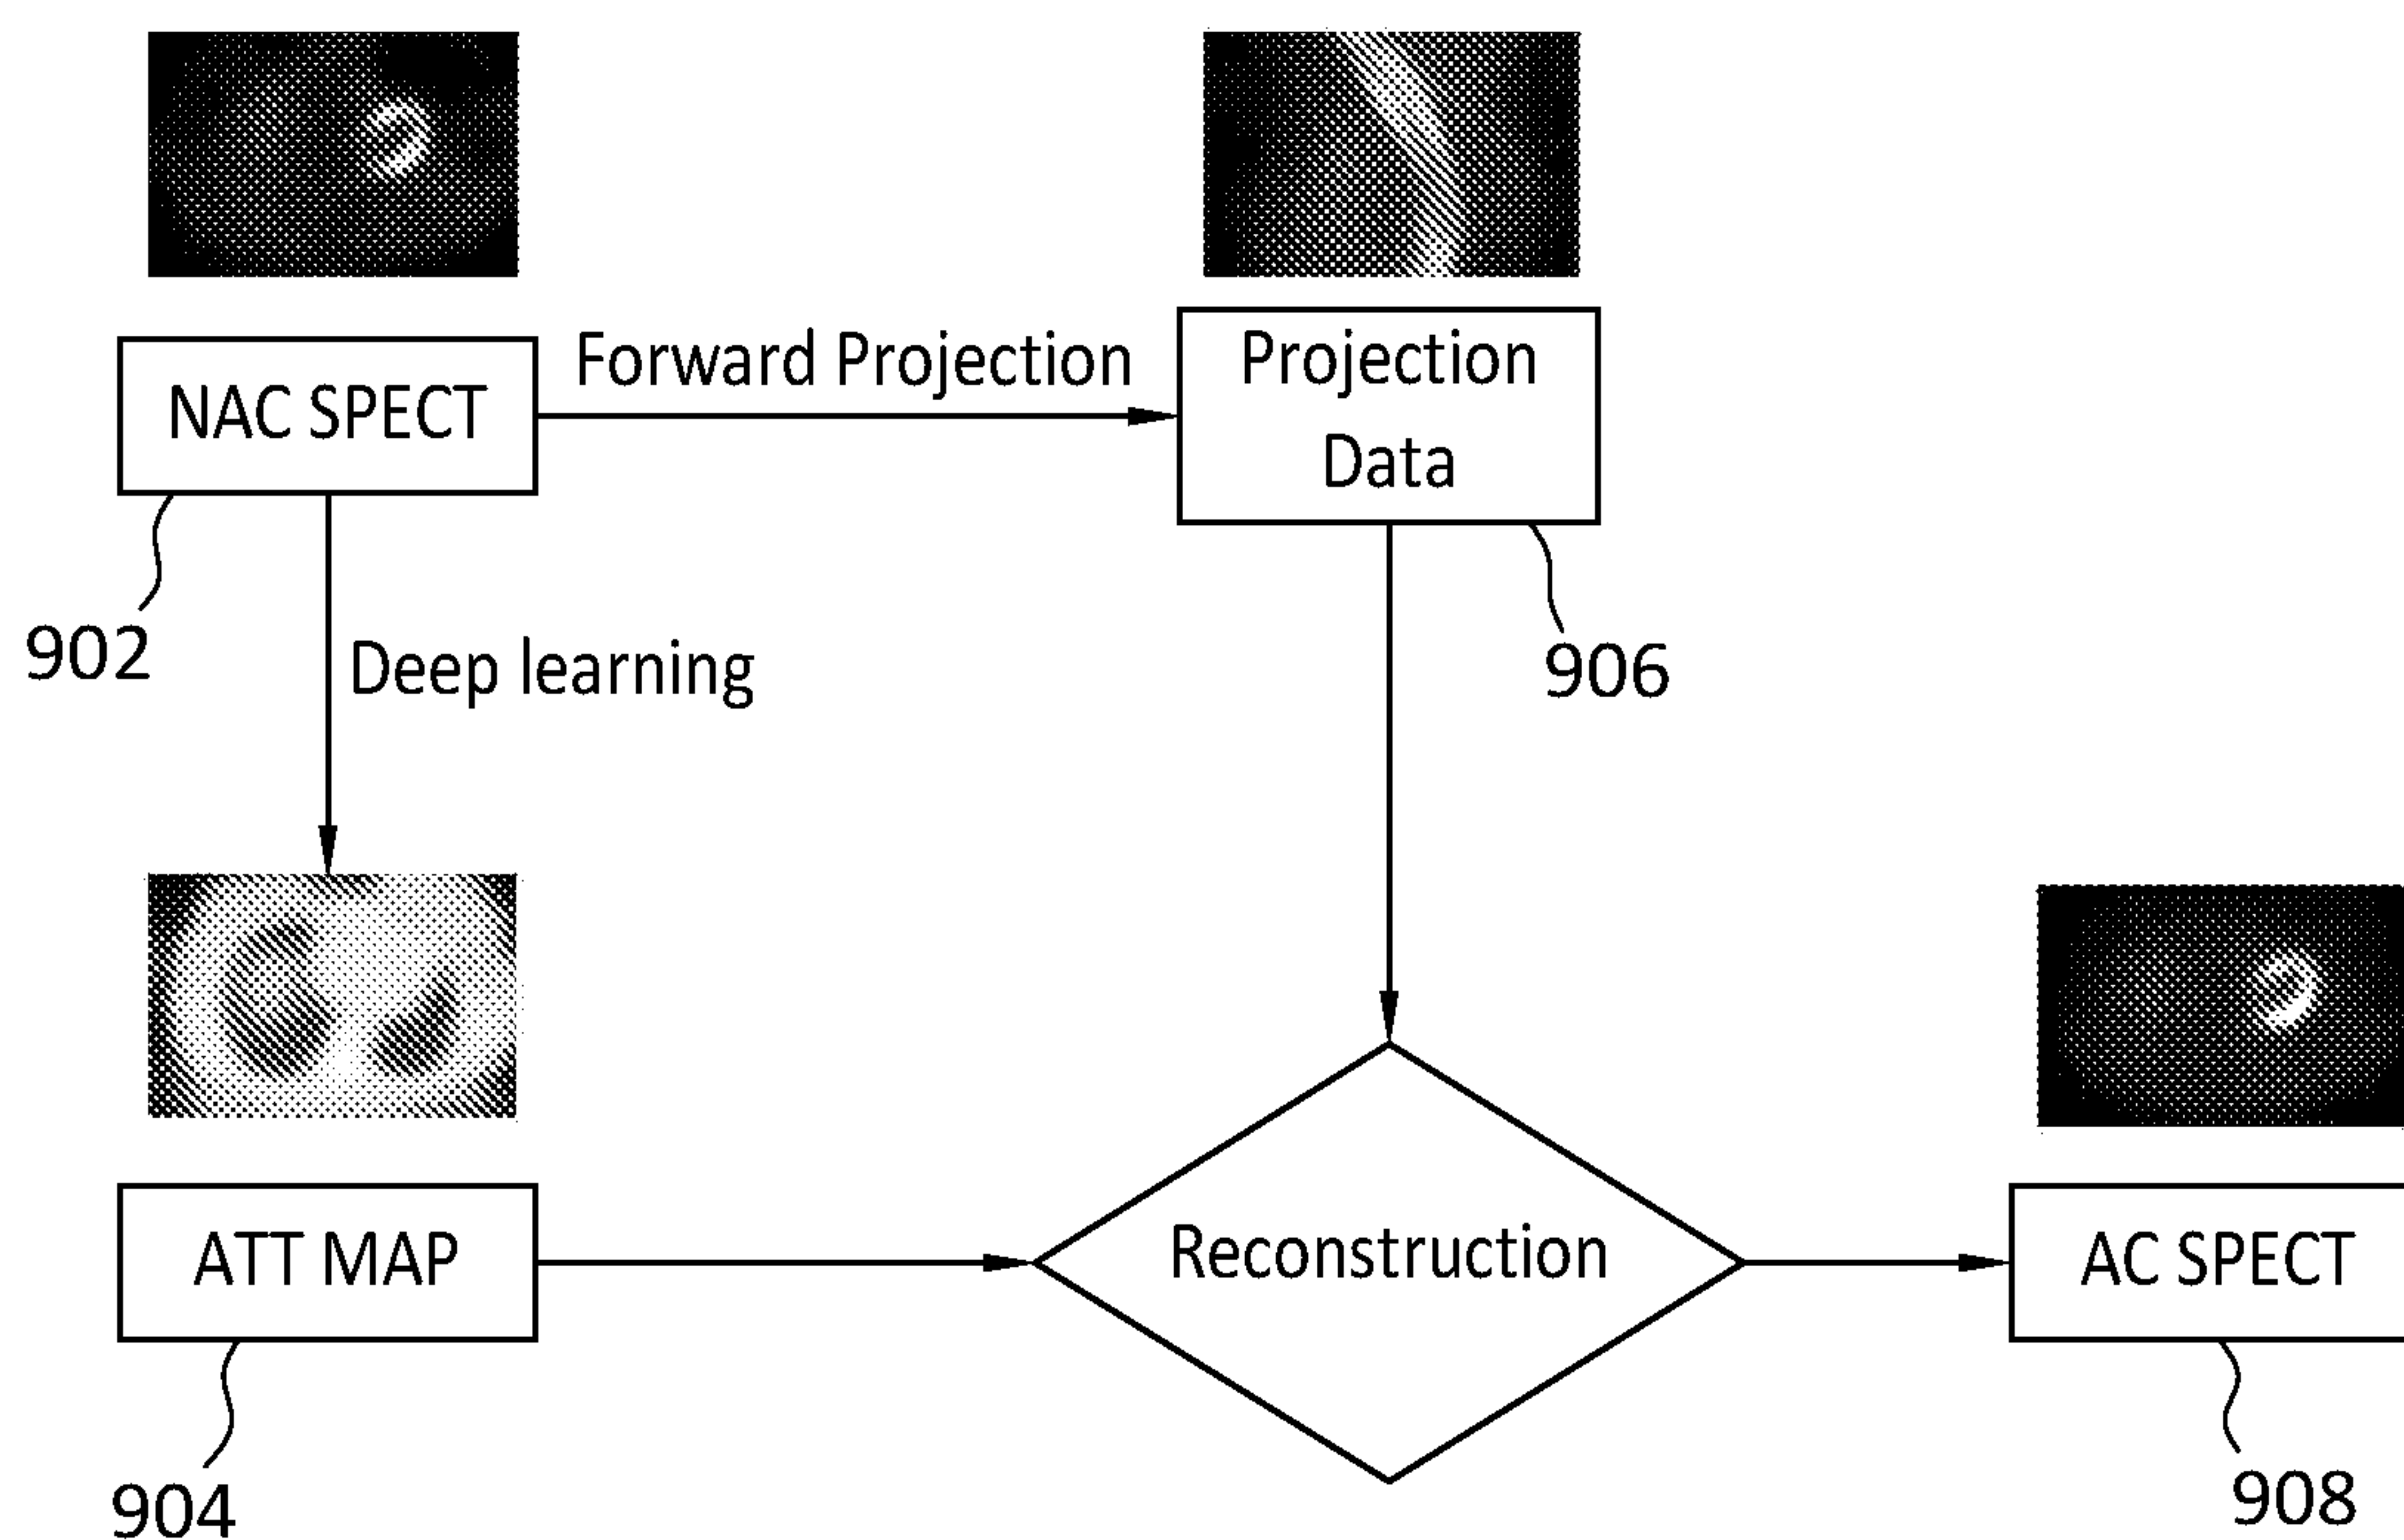 NAC SPECT
Forward Projection
Projection
Data
902
Deep learning
906
ATT MAP
Reconstruction
AC SPECT
904
908